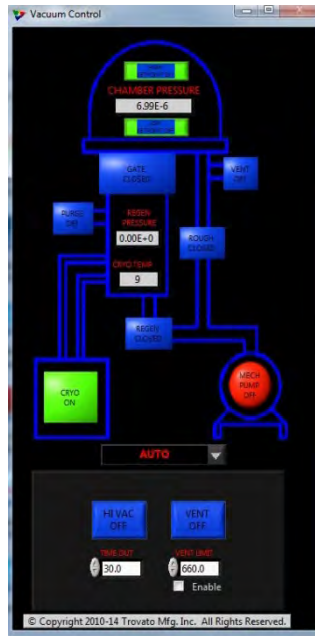 Vacuum Control
CHAMBER PRESSURE
6.99E-6
GATE
CLOSED
VENT
OFF
PURGE
OFF
REGEN
PRESSURE
0.00E+0
ROUGH
CLOSED
CRYO TEMP
9
REGEN
CLOSED
CRYO
ON
MECH
PUMP
OFF
AUTO
HI VAC
OFF
VENT
OFF
TIME OUT
30.0
VENT LIMIT
660.0
Enable
© Copyright 2010-14 Trovato Mfg. Inc. All Rights Reserved.